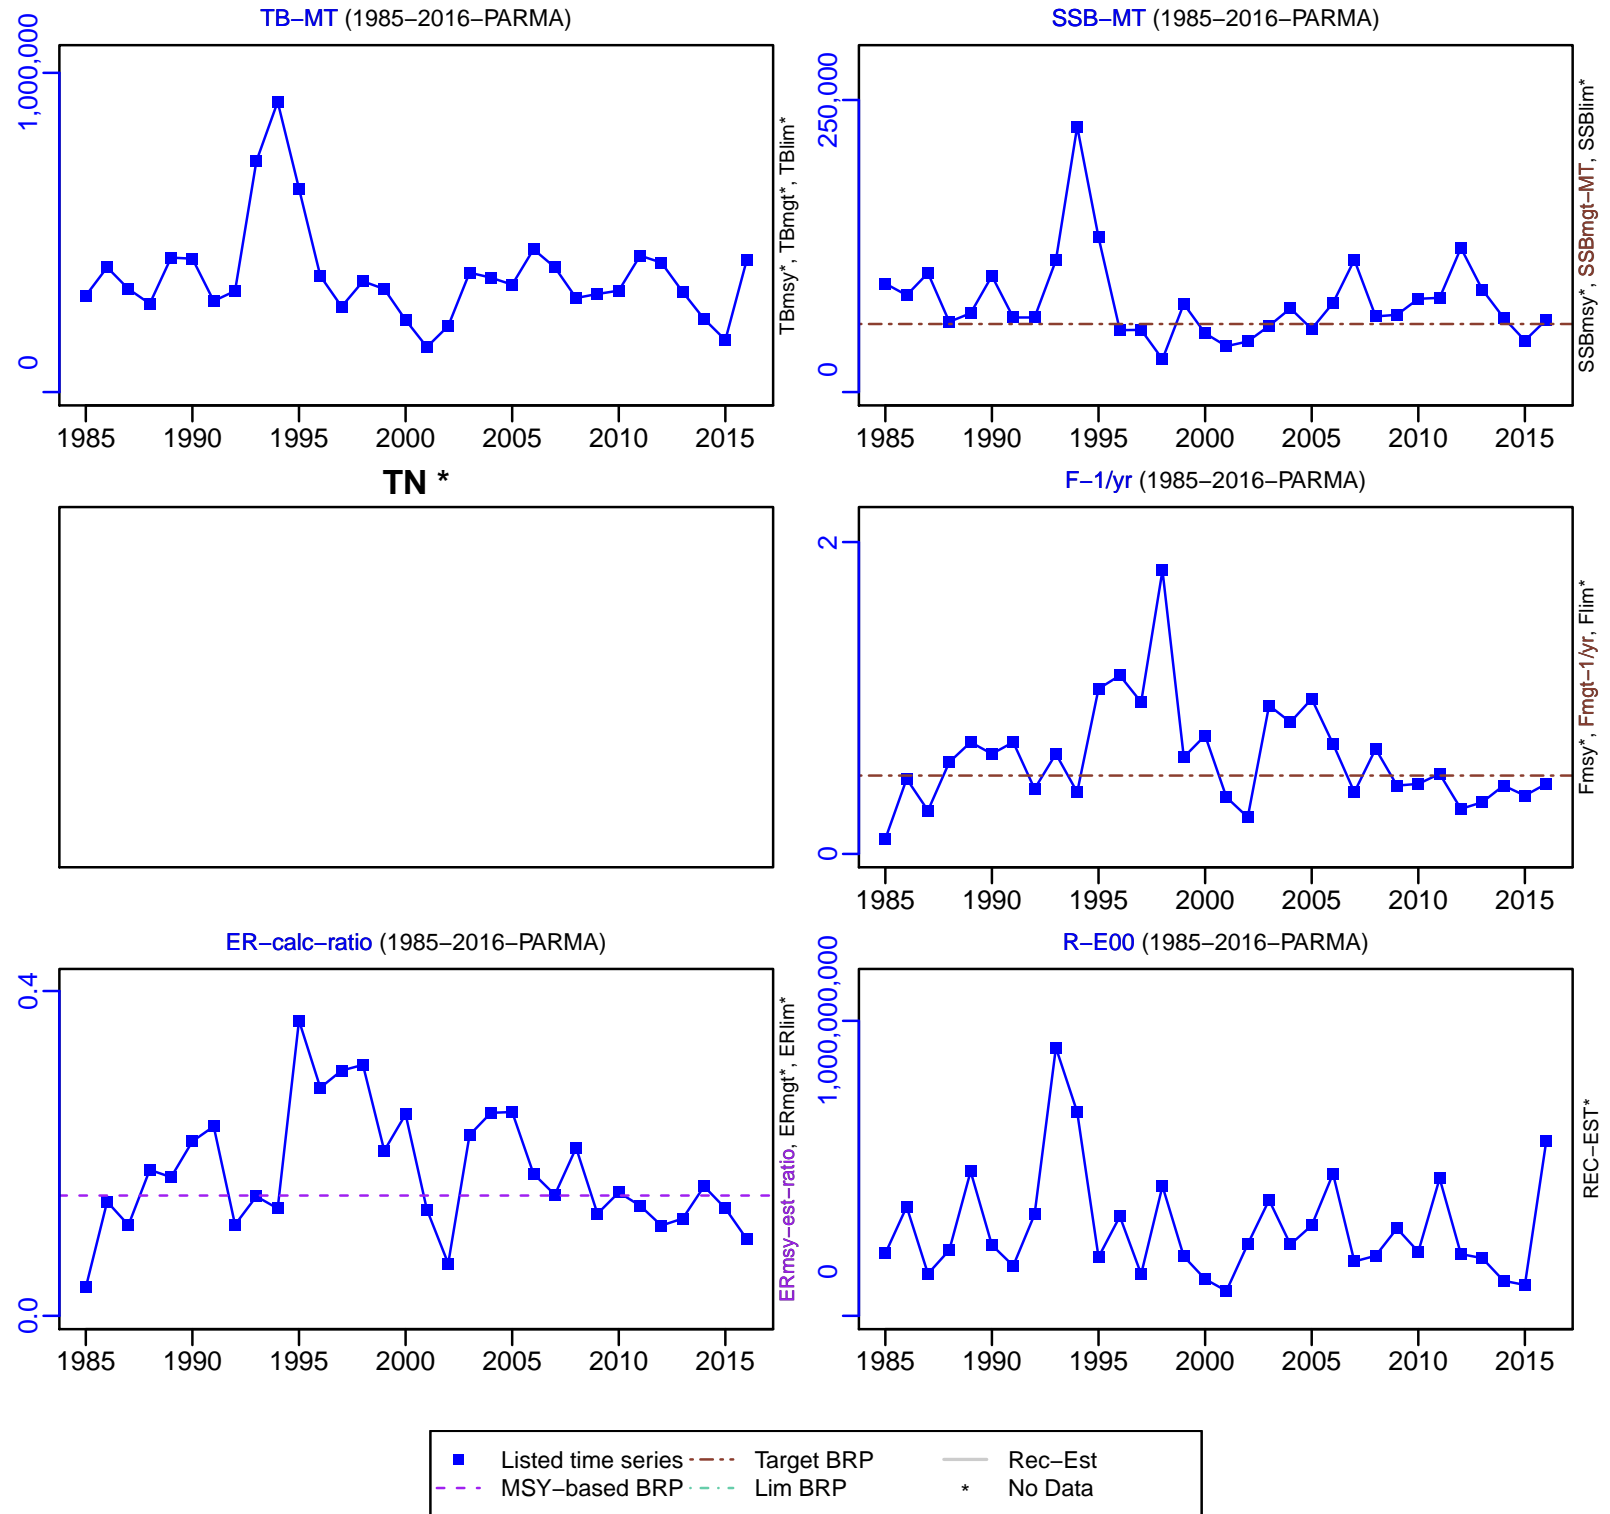 TB−MT (1985−2016−PARMA)
1,000,000
0
TBmsy*, TBmgt*, TBlim*
1985 1990 1995 2000 2005 2010 2015
SSB−MT (1985−2016−PARMA)
250,000
0
SSBmsy*, SSBmgt−MT, SSBlim*
1985 1990 1995 2000 2005 2010 2015
TN *
F−1/yr (1985−2016−PARMA)
2
0
Fmsy*, Fmgt−1/yr, Flim*
1985 1990 1995 2000 2005 2010 2015
ER−calc−ratio (1985−2016−PARMA)
0.4
0.0
ERmsy−est−ratio, ERmgt*, ERlim*
1985 1990 1995 2000 2005 2010 2015
R−E00 (1985−2016−PARMA)
1,000,000,000
0
REC−EST*
1985 1990 1995 2000 2005 2010 2015
Listed time series Target BRP Rec−Est
MSY−based BRP Lim BRP * No Data